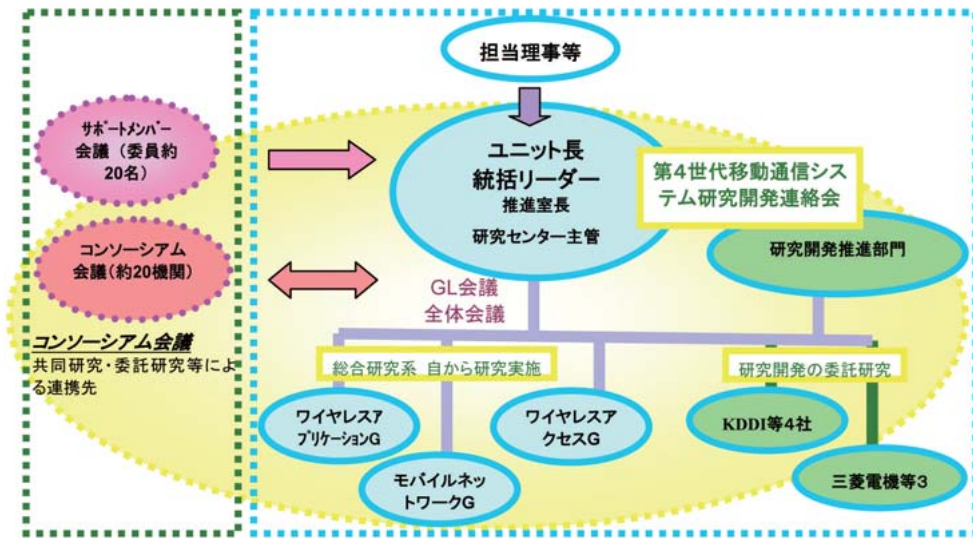 担当理事等
サポートメンバー
会議（委員約
20名）
コンソーシアム
会議(約20機関)
コンソーシアム会議
共同研究・委託研究等によ
る連携先
ユニット長
統括リーダー
推進室長
研究センター主管
第4世代移動通信シス
テム研究開発連絡会
研究開発推進部門
GL会議
全体会議
総合研究系 自から研究実施
研究開発の委託研究
ワイヤレスア
プリケーションG
モバイルネッ
トワークG
ワイヤレスア
クセスG
KDDI等4社
三菱電機等3